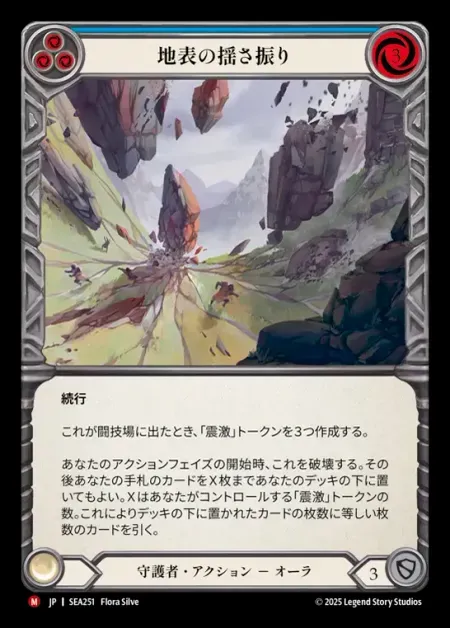 地表の揺さ振り
3
続行
これが闘技場に出たとき、「震激」トークンを3つ作成する。
あなたのアクションフェイズの開始時、これを破壊する。その
後あなたの手札のカードをX枚まであなたのデッキの下に置
いてもよい。Xはあなたがコントロールする「震激」トークンの
数。これによりデッキの下に置かれたカードの枚数に等しい枚
数のカードを引く。
守護者・アクション － オーラ
3
M JP | SEA251 Flora Silve
© 2025 Legend Story Studios